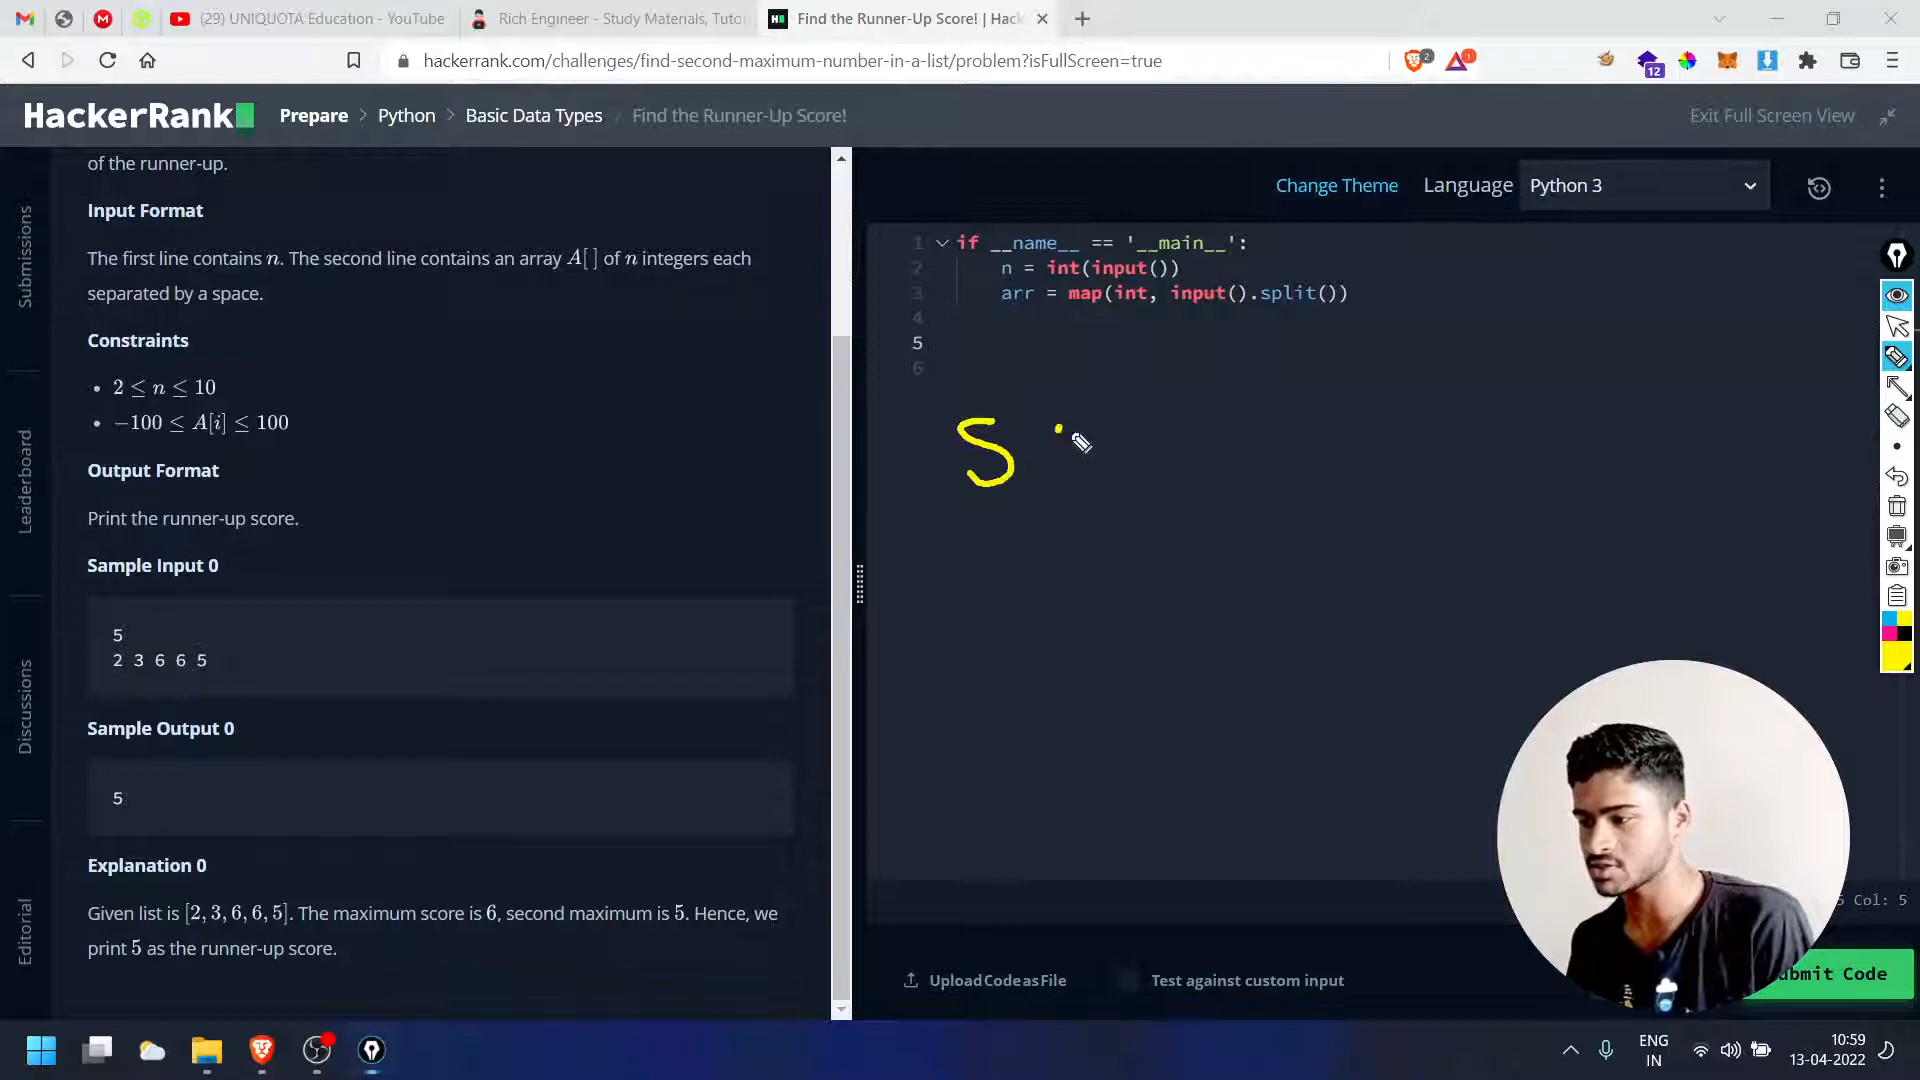 (29) UNIQUOTA Education - YouTube
Rich Engineer - Study Materials, Tuto
Find the Runner-Up Score! | Hac
hackerrank.com/challenges/find-second-maximum-number-in-a-list/problem?isFullScreen=true
2
1
12
HackerRank
Prepare > Python > Basic Data Types / Find the Runner-Up Score!
Exit Full Screen View
Submissions
Leaderboard
Discussions
Editorial
of the runner-up.
Input Format
The first line contains n. The second line contains an array A[ ] of n integers each
separated by a space.
Constraints
• 2 ≤ n ≤ 10
• −100 ≤ A[i] ≤ 100
Output Format
Print the runner-up score.
Sample Input 0
5
2 3 6 6 5
Sample Output 0
5
Explanation 0
Given list is [2, 3, 6, 6, 5]. The maximum score is 6, second maximum is 5. Hence, we
print 5 as the runner-up score.
Change Theme
Language
Python 3
1 if __name__ == '__main__':
2 n = int(input())
3 arr = map(int, input().split())
4
5
6
S
5 Col: 5
Upload Code as File
Test against custom input
ubmit Code
ENG
IN
10:59
13-04-2022